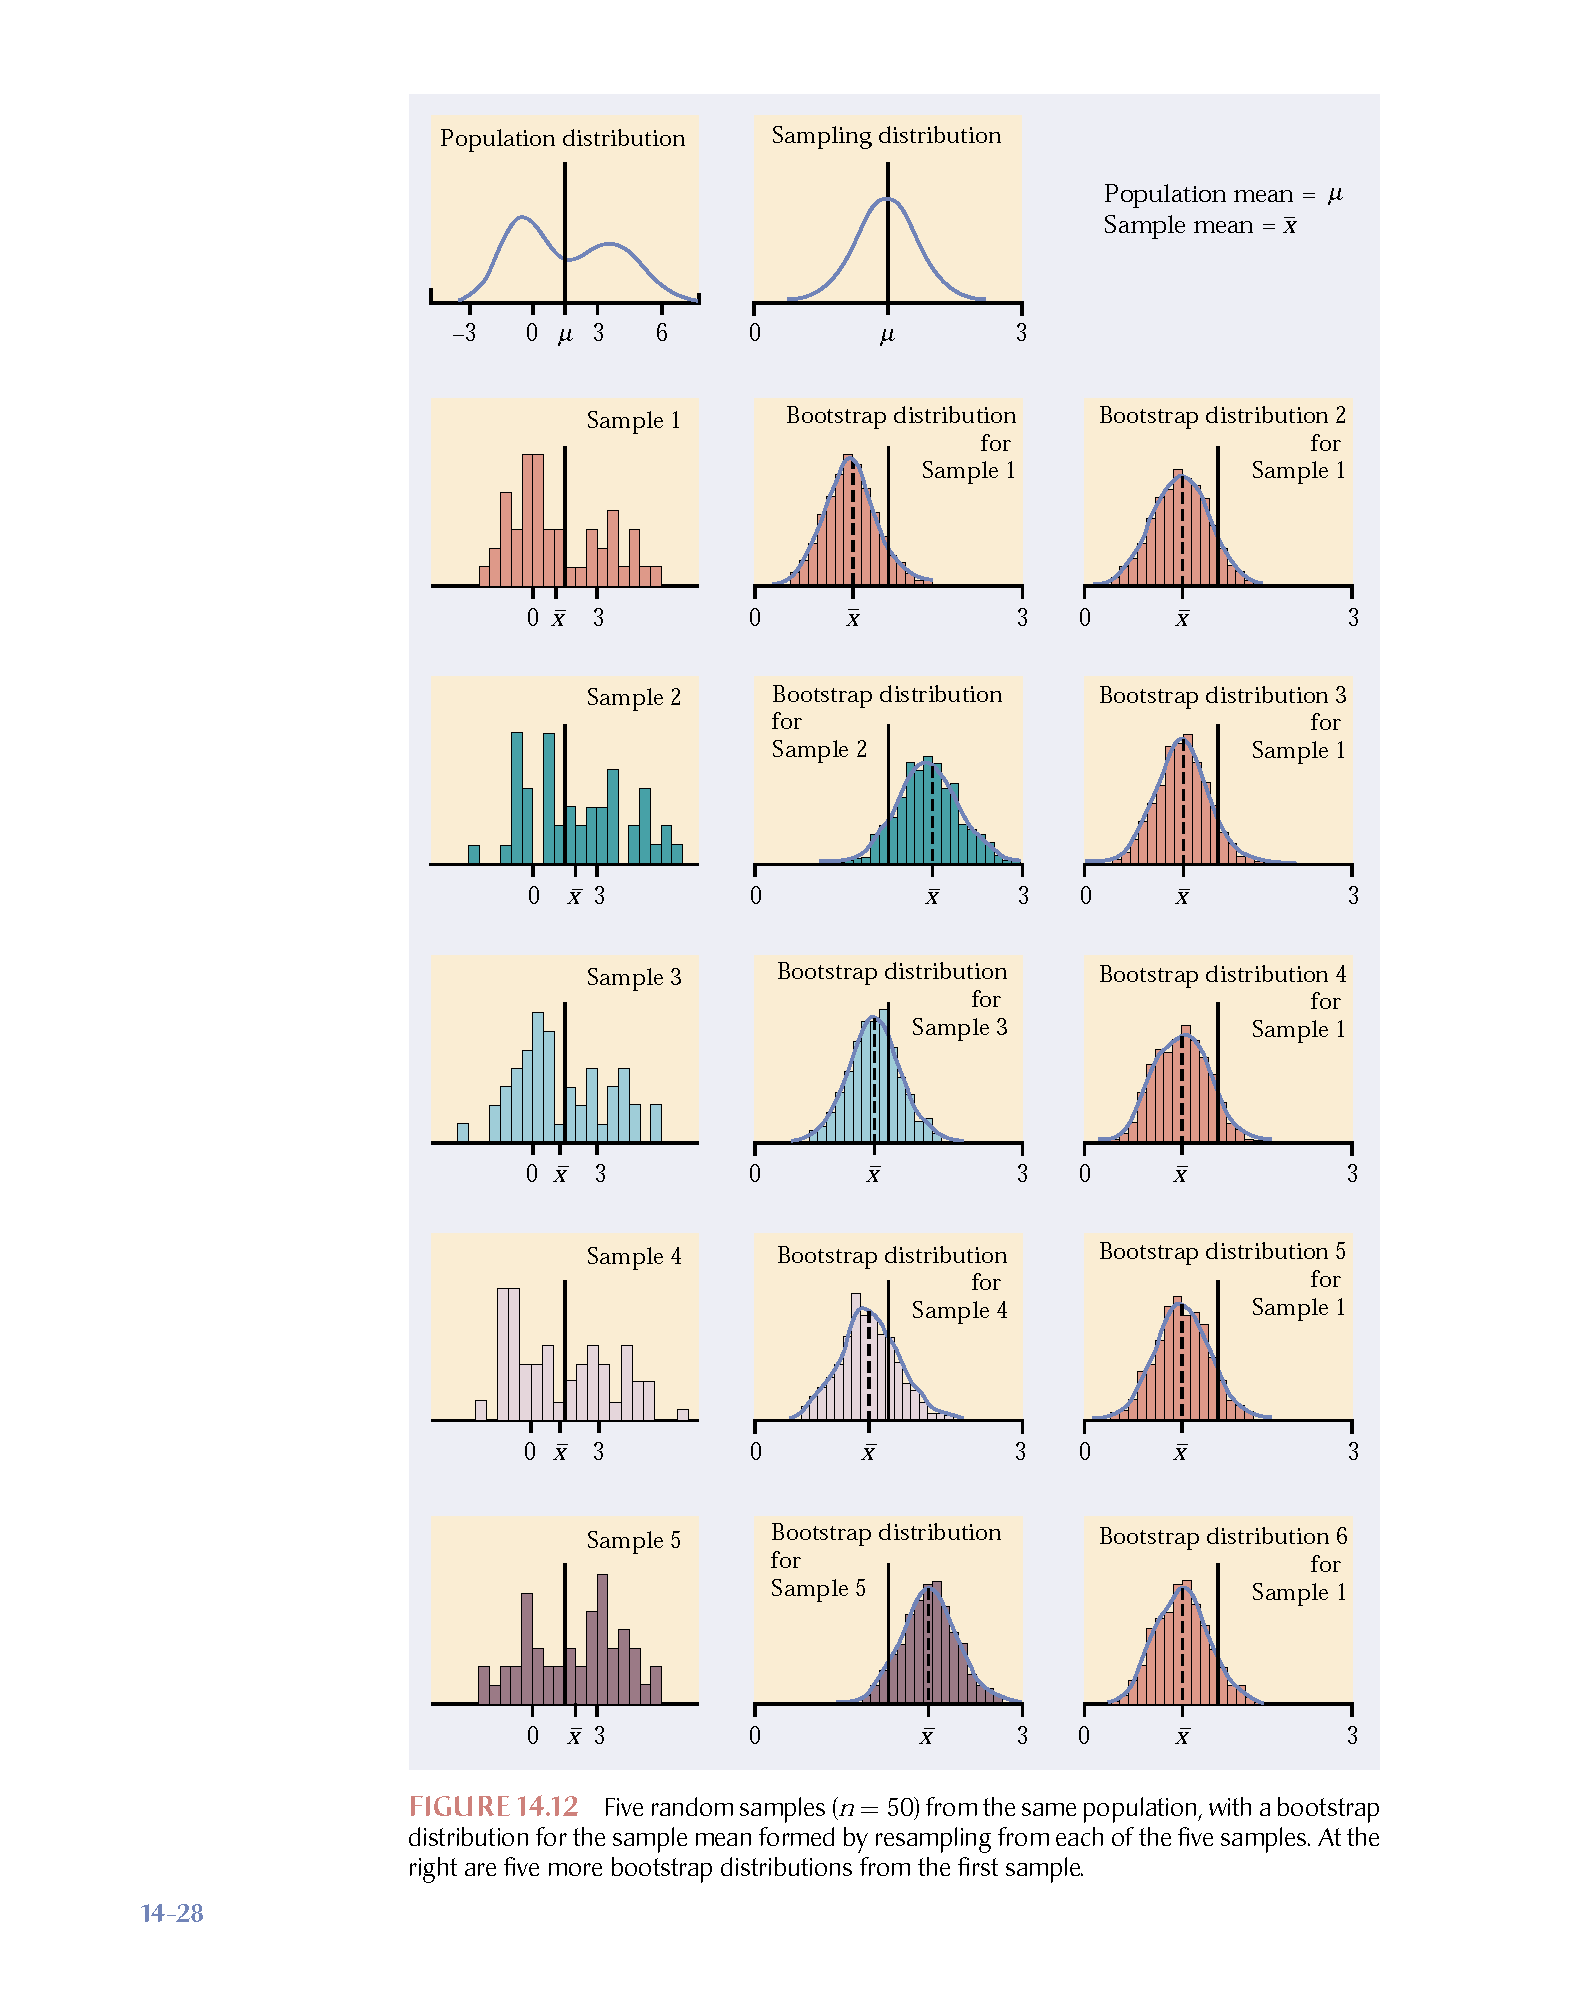 Population distribution
–3 0 μ 3 6
Sampling distribution
0 μ 3
Population mean = μ
Sample mean = x̄
Sample 1
0 x̄ 3
Bootstrap distribution
for
Sample 1
0 x̄ 3
Bootstrap distribution 2
for
Sample 1
0 x̄ 3
Sample 2
0 x̄ 3
Bootstrap distribution
for
Sample 2
0 x̄ 3
Bootstrap distribution 3
for
Sample 1
0 x̄ 3
Sample 3
0 x̄ 3
Bootstrap distribution
for
Sample 3
0 x̄ 3
Bootstrap distribution 4
for
Sample 1
0 x̄ 3
Sample 4
0 x̄ 3
Bootstrap distribution
for
Sample 4
0 x̄ 3
Bootstrap distribution 5
for
Sample 1
0 x̄ 3
Sample 5
0 x̄ 3
Bootstrap distribution
for
Sample 5
0 x̄ 3
Bootstrap distribution 6
for
Sample 1
0 x̄ 3
FIGURE 14.12 Five random samples (n = 50) from the same population, with a bootstrap
distribution for the sample mean formed by resampling from each of the five samples. At the
right are five more bootstrap distributions from the first sample.
14–28